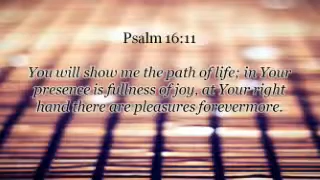 Psalm 16:11
You will show me the path of life; in Your
presence is fullness of joy, at Your right
hand there are pleasures forevermore.